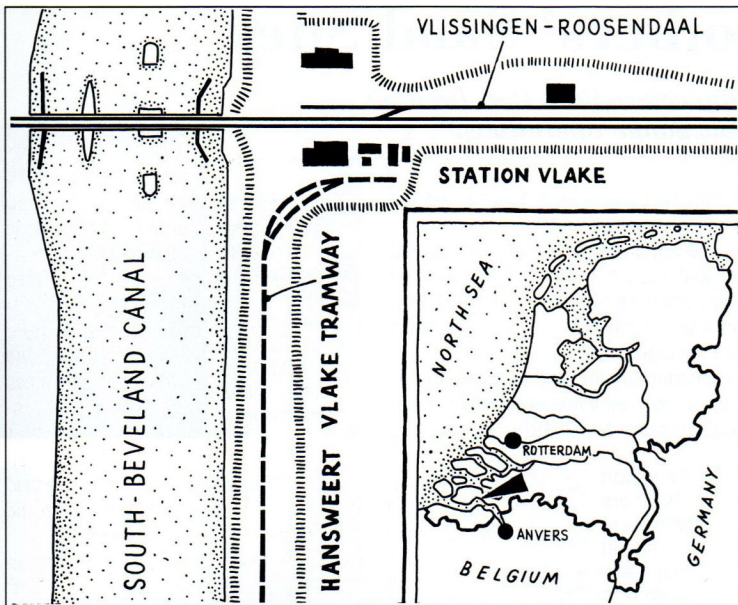 VLISSINGEN-ROOSENDAAL
STATION VLAKE
SOUTH-BEVELAND CANAL
HANSWEERT VLAKE TRAMWAY
NORTH SEA
ROTTERDAM
ANVERS
BELGIUM
GERMANY